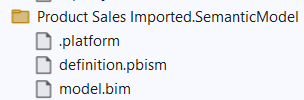 Product Sales Imported.SemanticModel
.platform
definition.pbism
model.bim